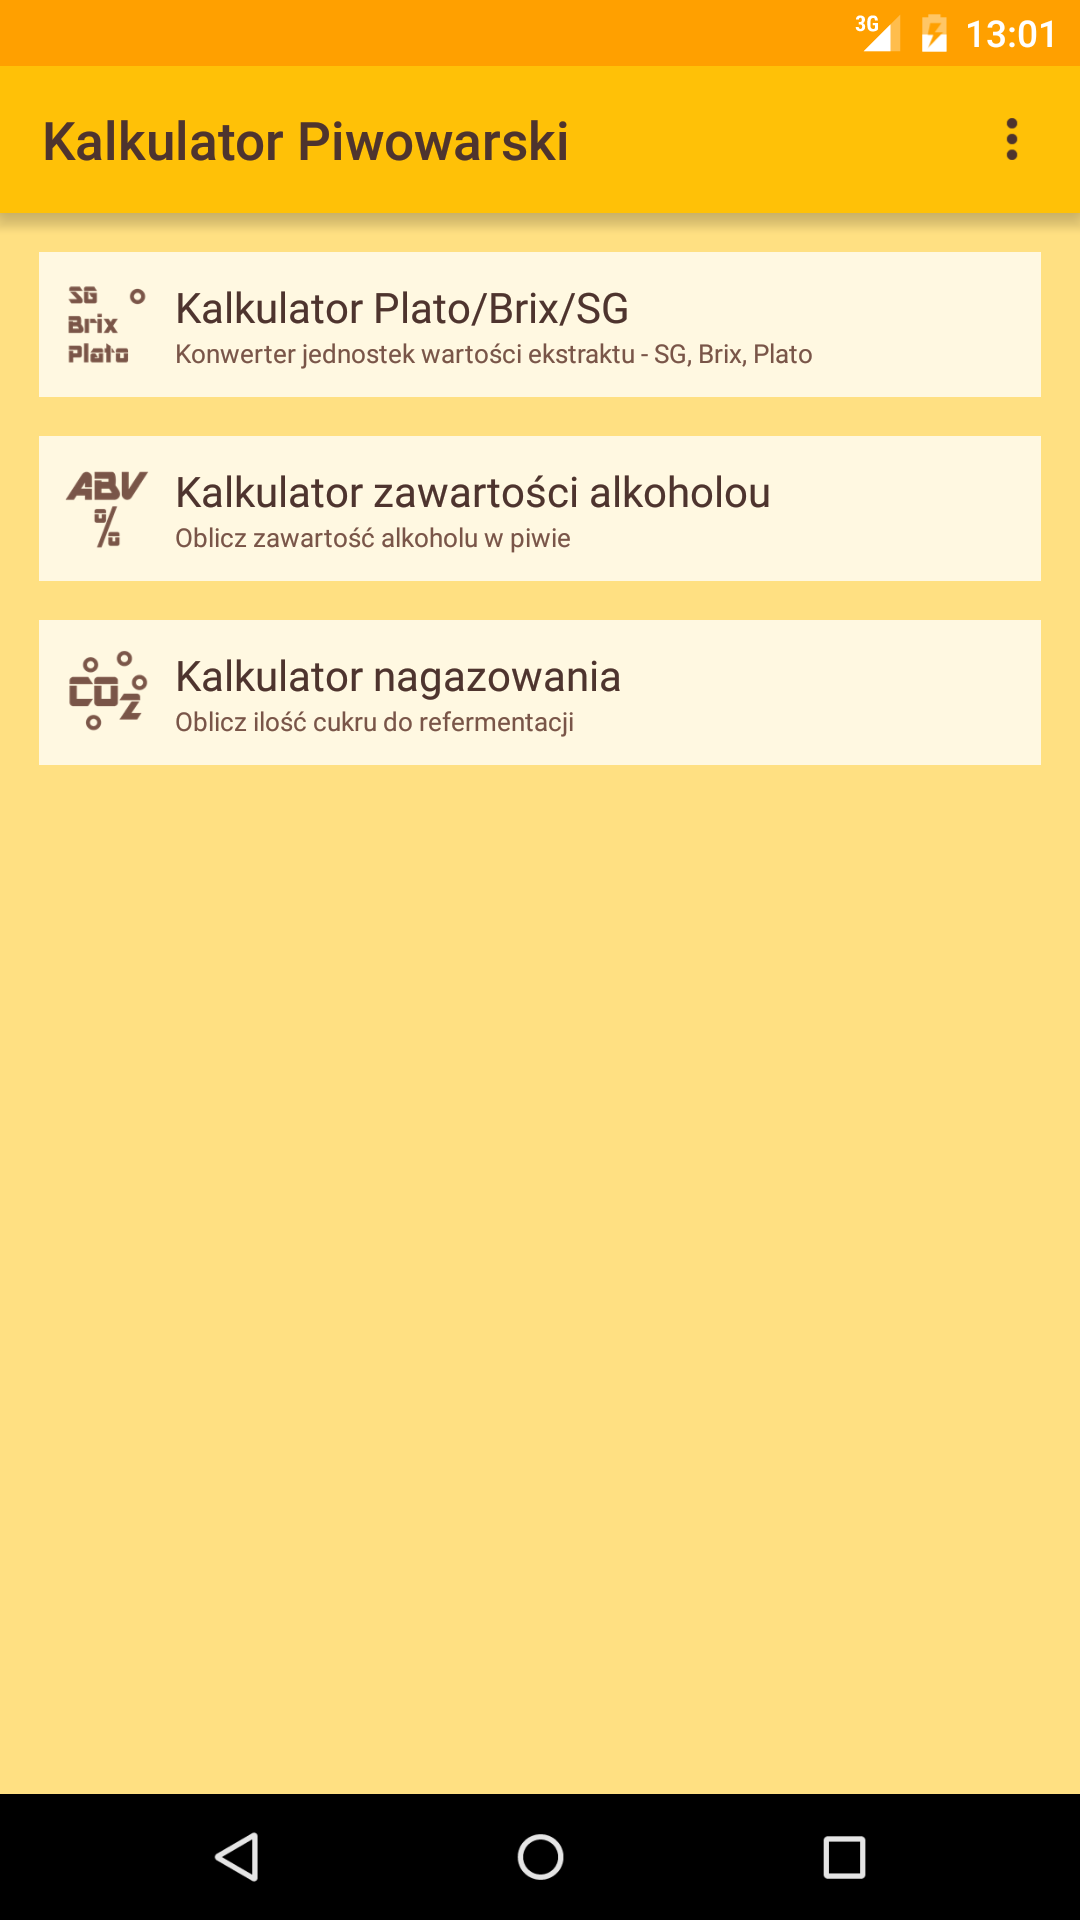 3G 13:01
Kalkulator Piwowarski
SG
Brix
Plato
Kalkulator Plato/Brix/SG
Konwerter jednostek wartości ekstraktu - SG, Brix, Plato
ABV
%
Kalkulator zawartości alkoholou
Oblicz zawartość alkoholu w piwie
CO2
Kalkulator nagazowania
Oblicz ilość cukru do refermentacji